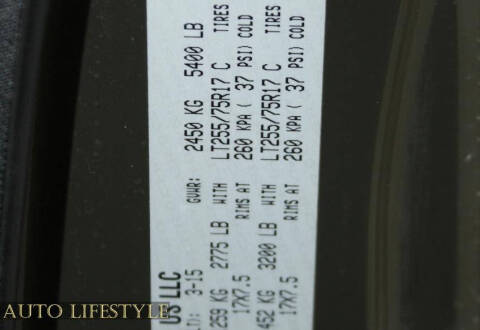 US LLC
3-15 GVWR: 2450 KG 5400 LB
259 KG 2775 LB WITH LT255/75R17 C TIRES
17X7.5 RIMS AT 260 KPA ( 37 PSI) COLD
452 KG 3200 LB WITH LT255/75R17 C TIRES
17X7.5 RIMS AT 260 KPA ( 37 PSI) COLD
AUTO LIFESTYLE